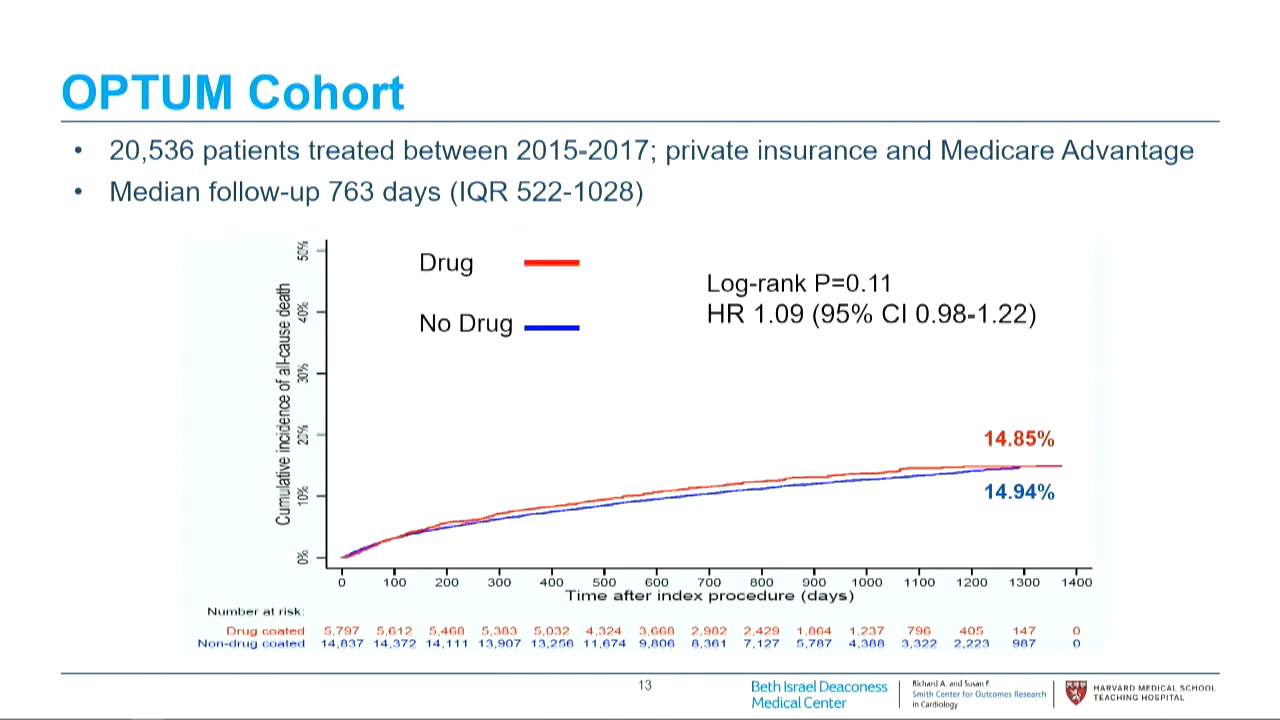 OPTUM Cohort
• 20,536 patients treated between 2015-2017; private insurance and Medicare Advantage
• Median follow-up 763 days (IQR 522-1028)
Drug
No Drug
Log-rank P=0.11
HR 1.09 (95% CI 0.98-1.22)
Cumulative incidence of all-cause death
50%
40%
30%
20%
10%
0%
14.85%
14.94%
0 100 200 300 400 500 600 700 800 900 1000 1100 1200 1300 1400
Time after index procedure (days)
Number at risk:
Drug coated 5,797 5,612 5,468 5,383 5,032 4,324 3,668 2,982 2,429 1,864 1,237 796 405 147 0
Non-drug coated 14,837 14,372 14,111 13,907 13,256 11,674 9,806 8,361 7,127 5,787 4,388 3,322 2,223 987 0
13
Beth Israel Deaconess
Medical Center
Richard A. and Susan F.
Smith Center for Outcomes Research
in Cardiology
HARVARD MEDICAL SCHOOL
TEACHING HOSPITAL